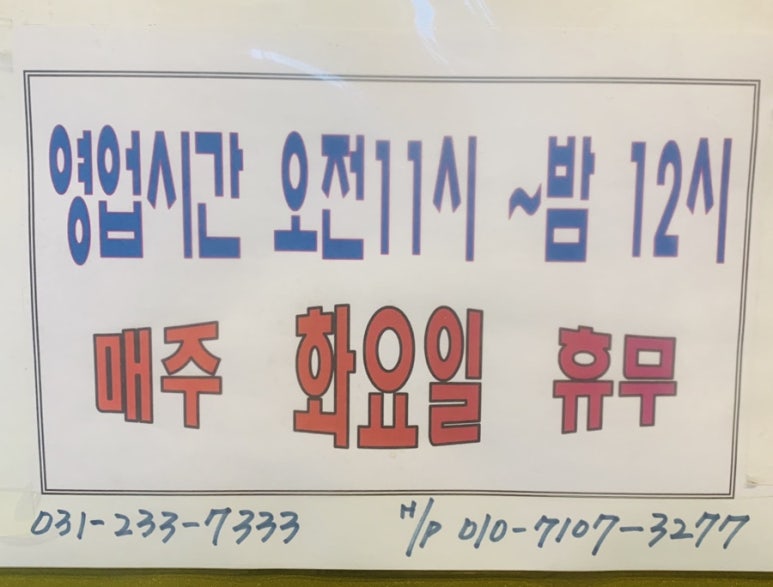 영업시간 오전11시 ~밤 12시
매주 화요일 휴무
031-233-7333 H/P 010-7107-3277